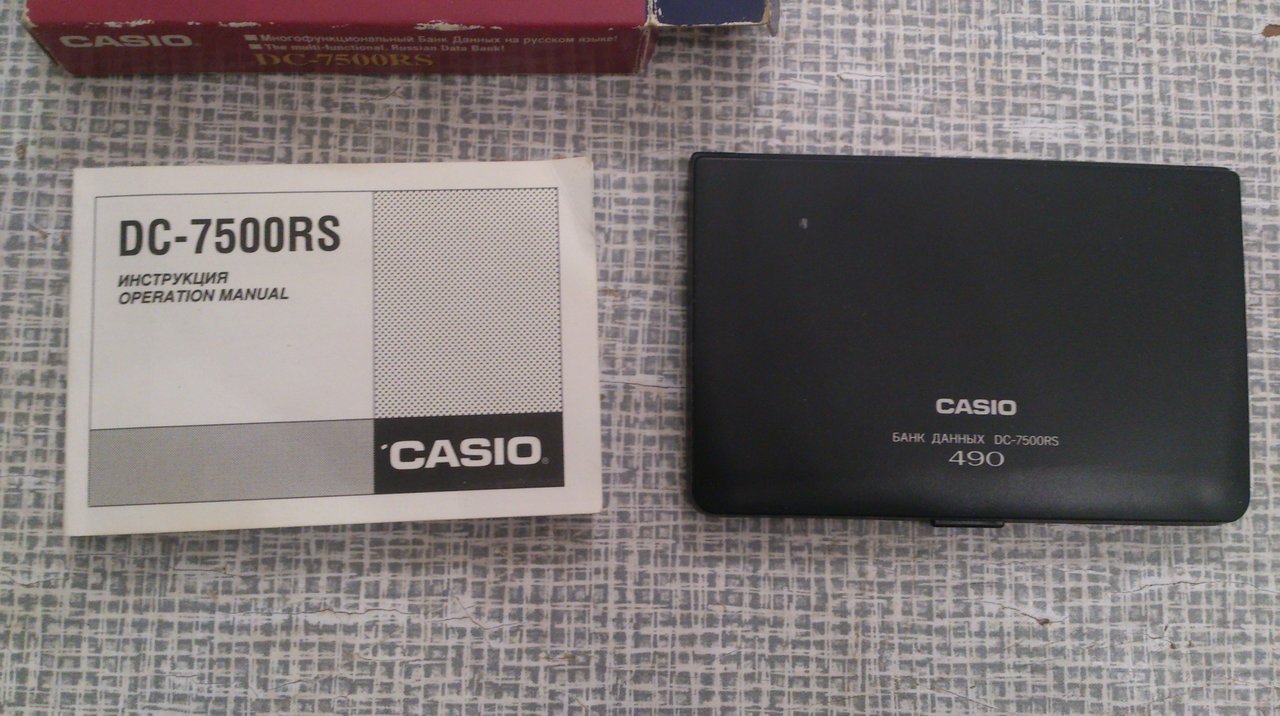 CASIO
■ Многофункциональный Банк Данных на русском языке!
■ The multi-functional, Russian Data Bank!
DC-7500RS
DC-7500RS
ИНСТРУКЦИЯ
OPERATION MANUAL
CASIO®
CASIO
БАНК ДАННЫХ DC-7500RS
490